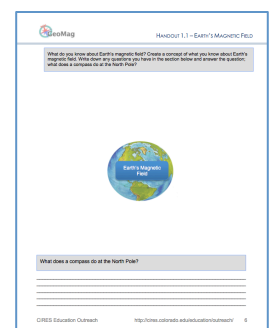 GeoMag
HANDOUT 1.1 – EARTH'S MAGNETIC FIELD
What do you know about Earth's magnetic field? Create a concept of what you know about Earth's
magnetic field. Write down any questions you have in the section below and answer the question:
what does a compass do at the North Pole?
Earth's Magnetic
Field
What does a compass do at the North Pole?
CIRES Education Outreach
http://cires.colorado.edu/education/outreach/
6